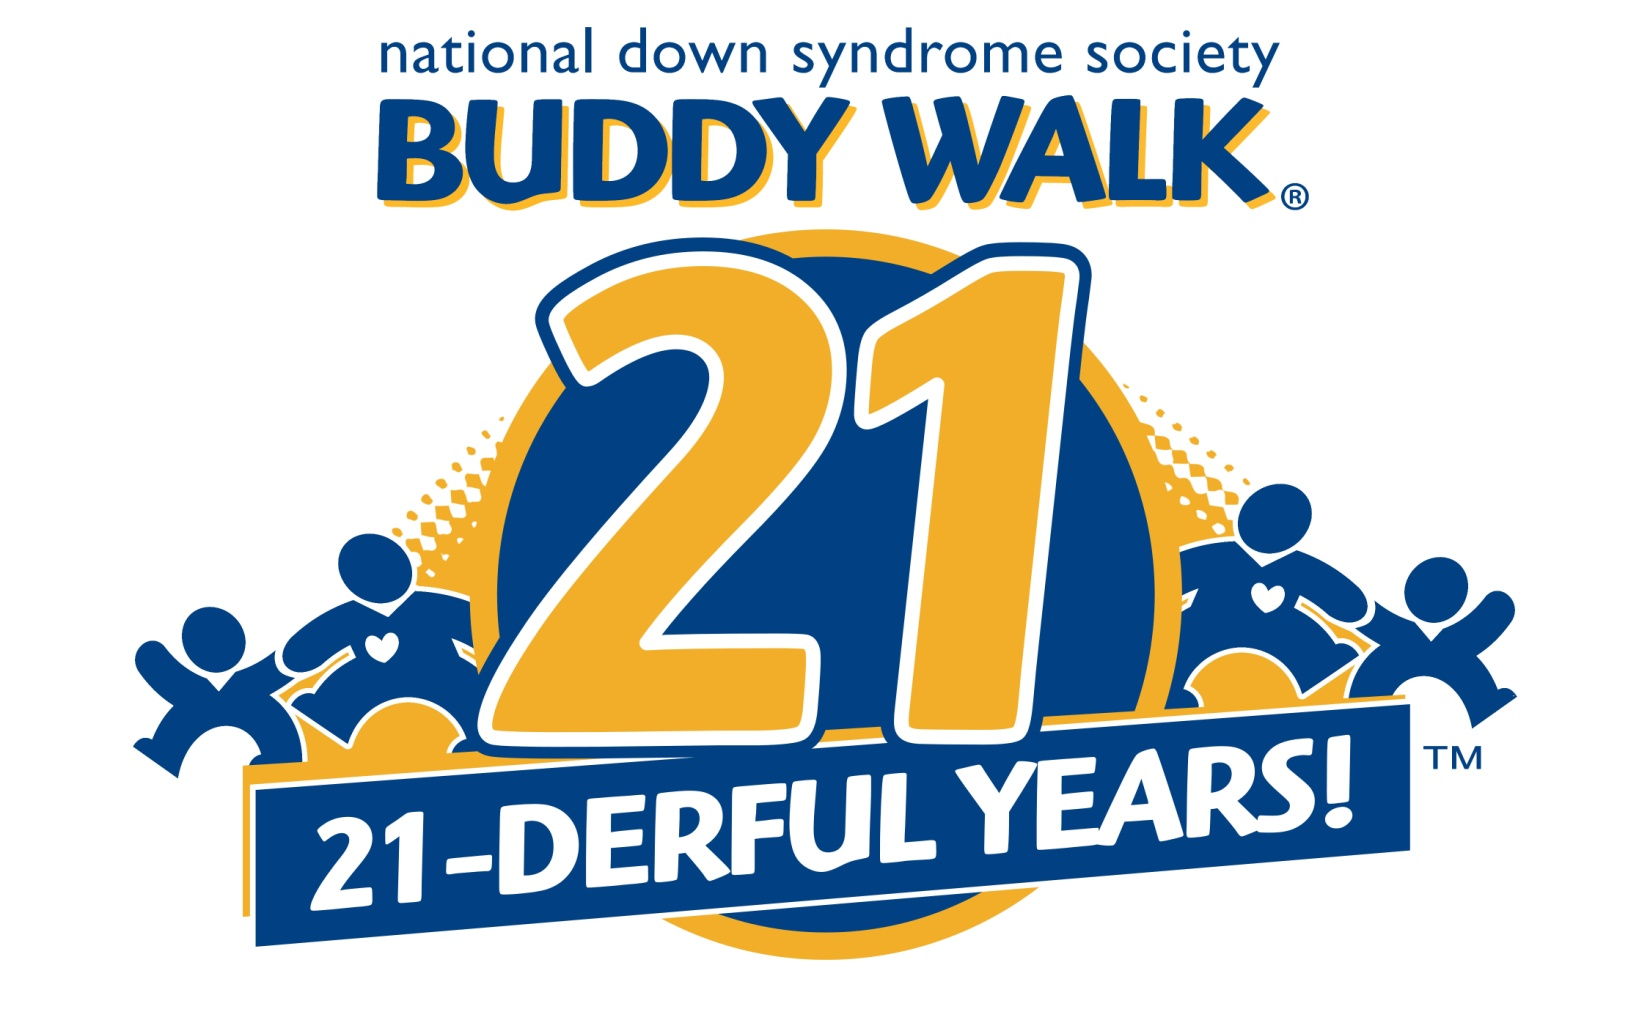 national down syndrome society
BUDDY WALK®
21
21-DERFUL YEARS!
TM